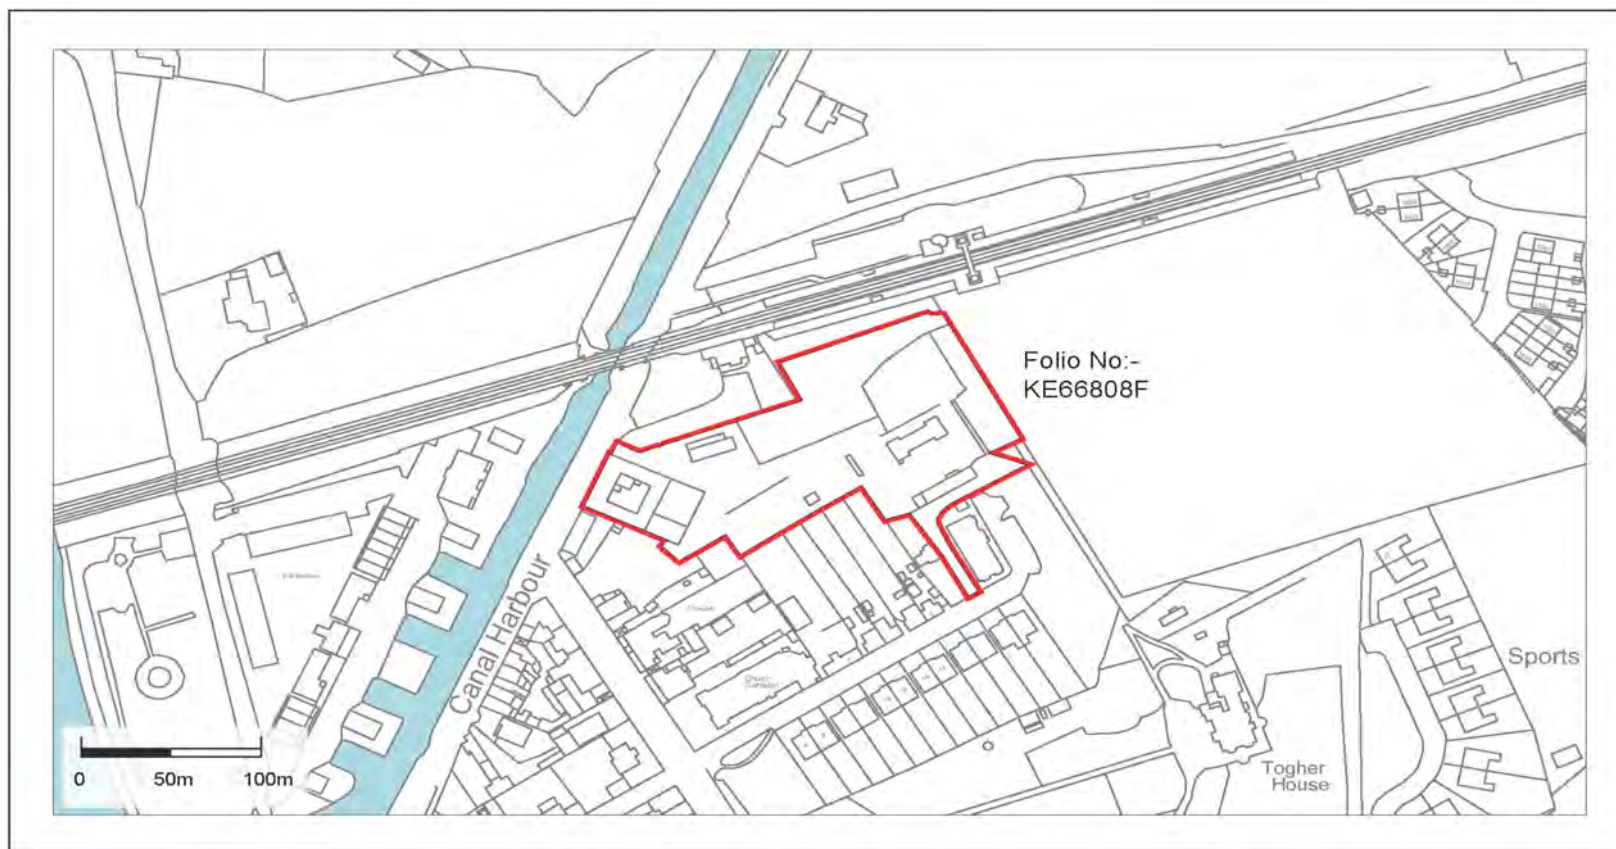 Folio No:-
KE66808F
Canal Harbour
Sports
Togher
House
0 50m 100m